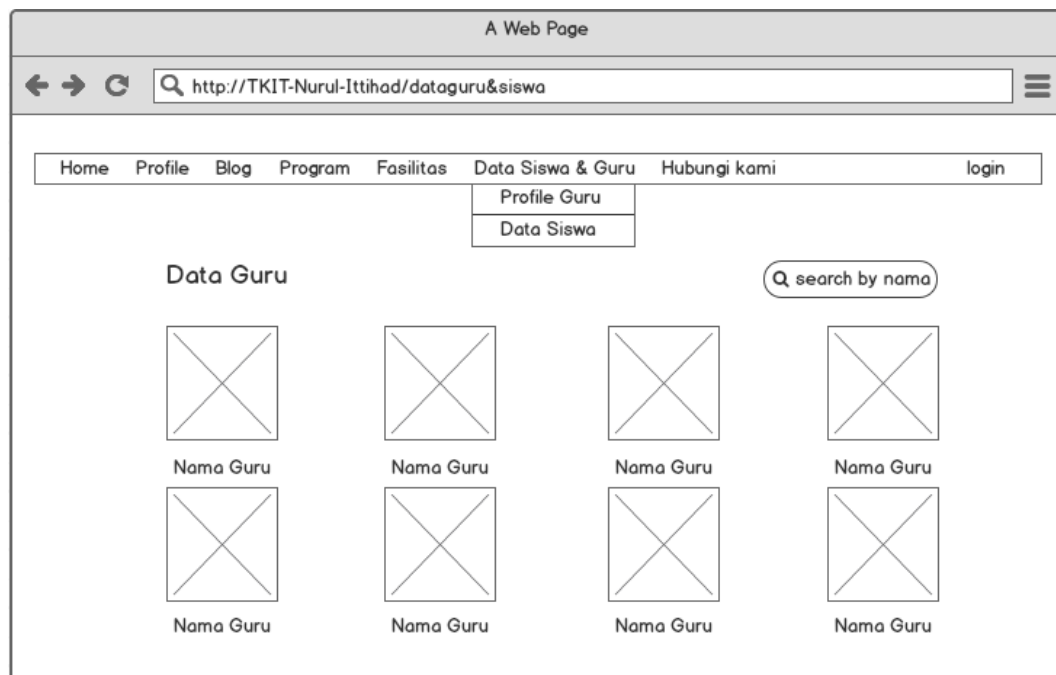 A Web Page
http://TKIT-Nurul-Ittihad/dataguru&siswa
Home Profile Blog Program Fasilitas Data Siswa & Guru Hubungi kami login
Profile Guru
Data Siswa
Data Guru search by nama
Nama Guru Nama Guru Nama Guru Nama Guru
Nama Guru Nama Guru Nama Guru Nama Guru